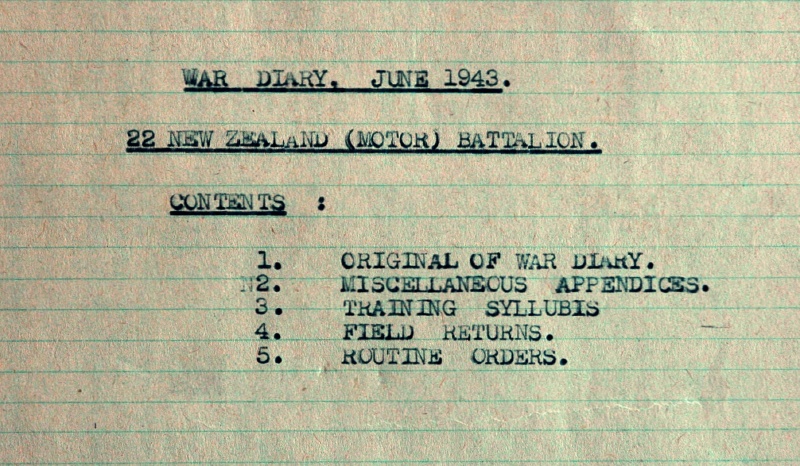 WAR DIARY, JUNE 1943.
22 NEW ZEALAND (MOTOR) BATTALION.
CONTENTS :
1. ORIGINAL OF WAR DIARY.
2. MISCELLANEOUS APPENDICES.
3. TRAINING SYLLUBIS
4. FIELD RETURNS.
5. ROUTINE ORDERS.